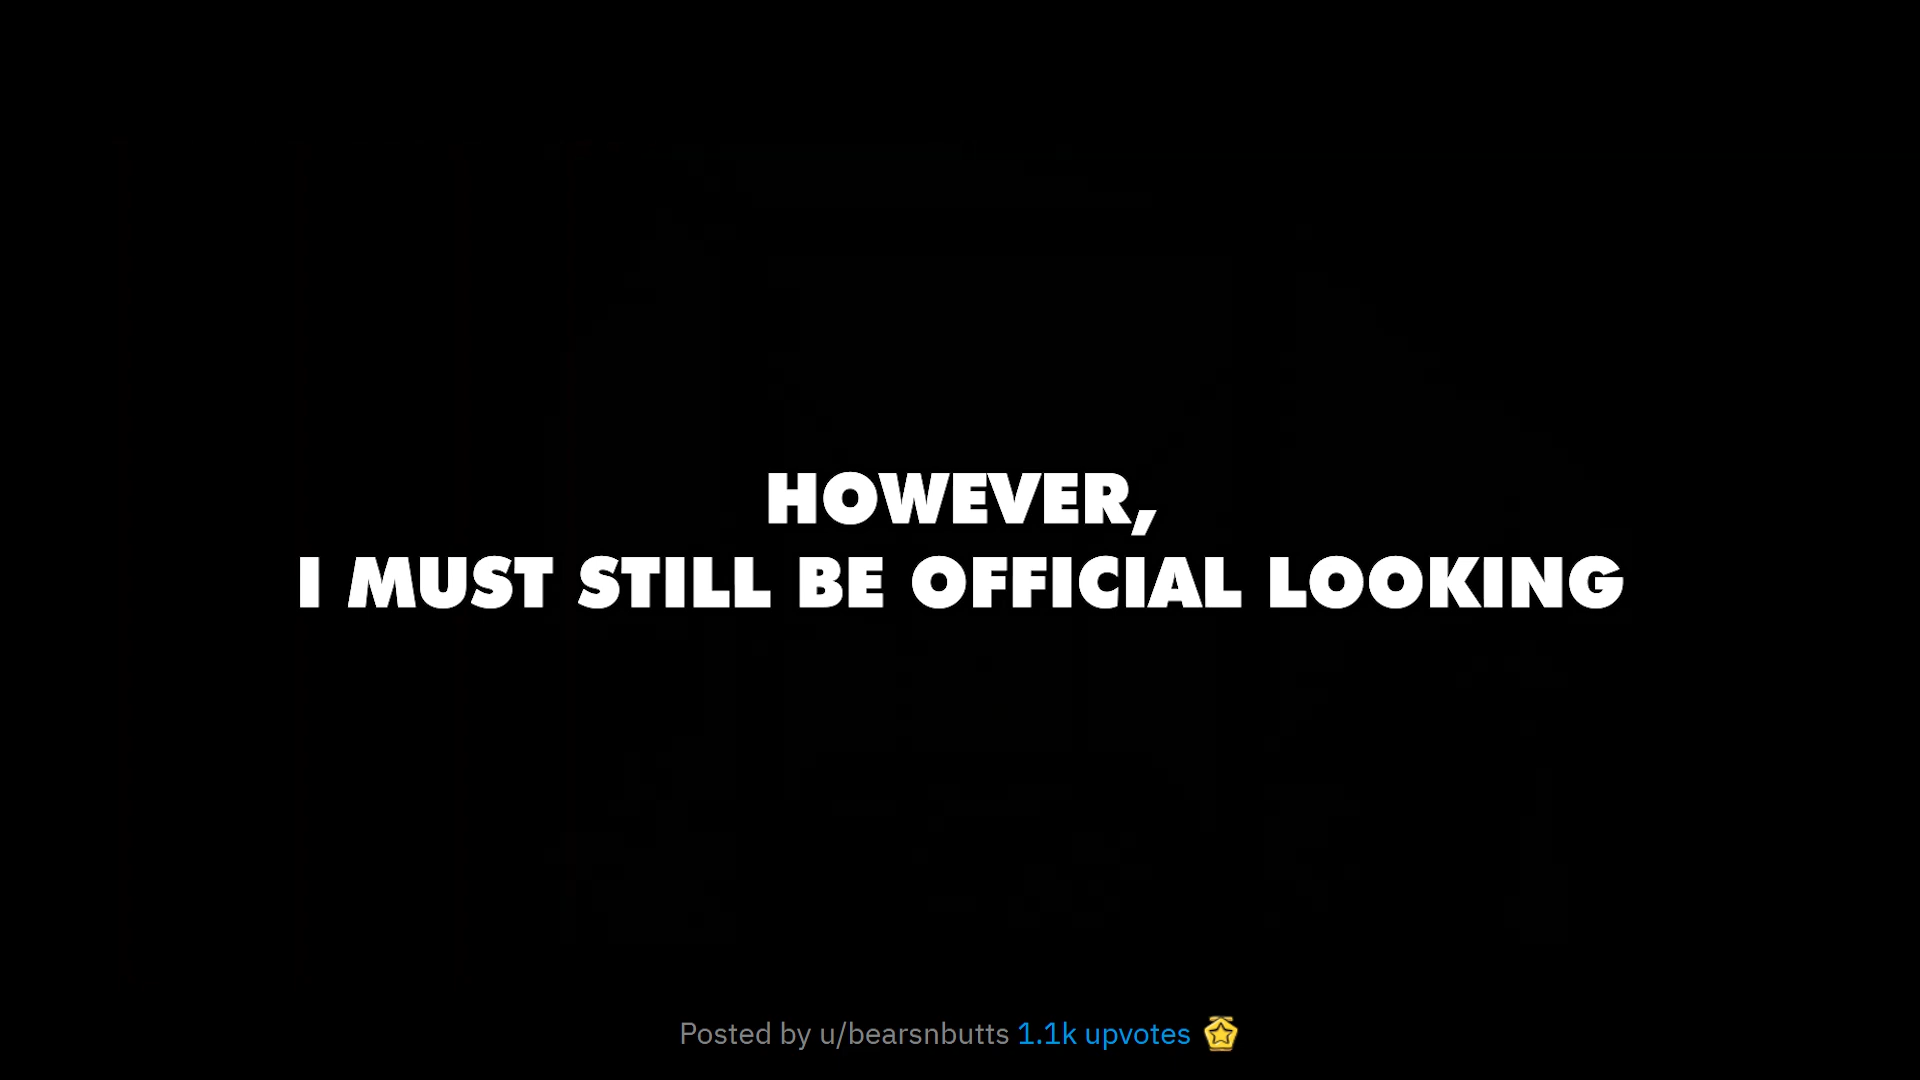 HOWEVER,
I MUST STILL BE OFFICIAL LOOKING
Posted by u/bearsnbutts 1.1k upvotes